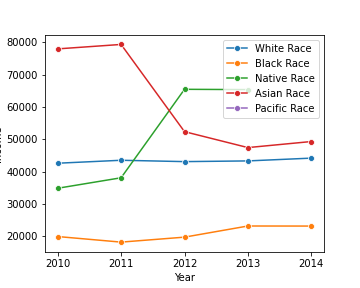 80000
70000
60000
50000
40000
30000
20000
2010
2011
2012
2013
2014
Year
White Race
Black Race
Native Race
Asian Race
Pacific Race